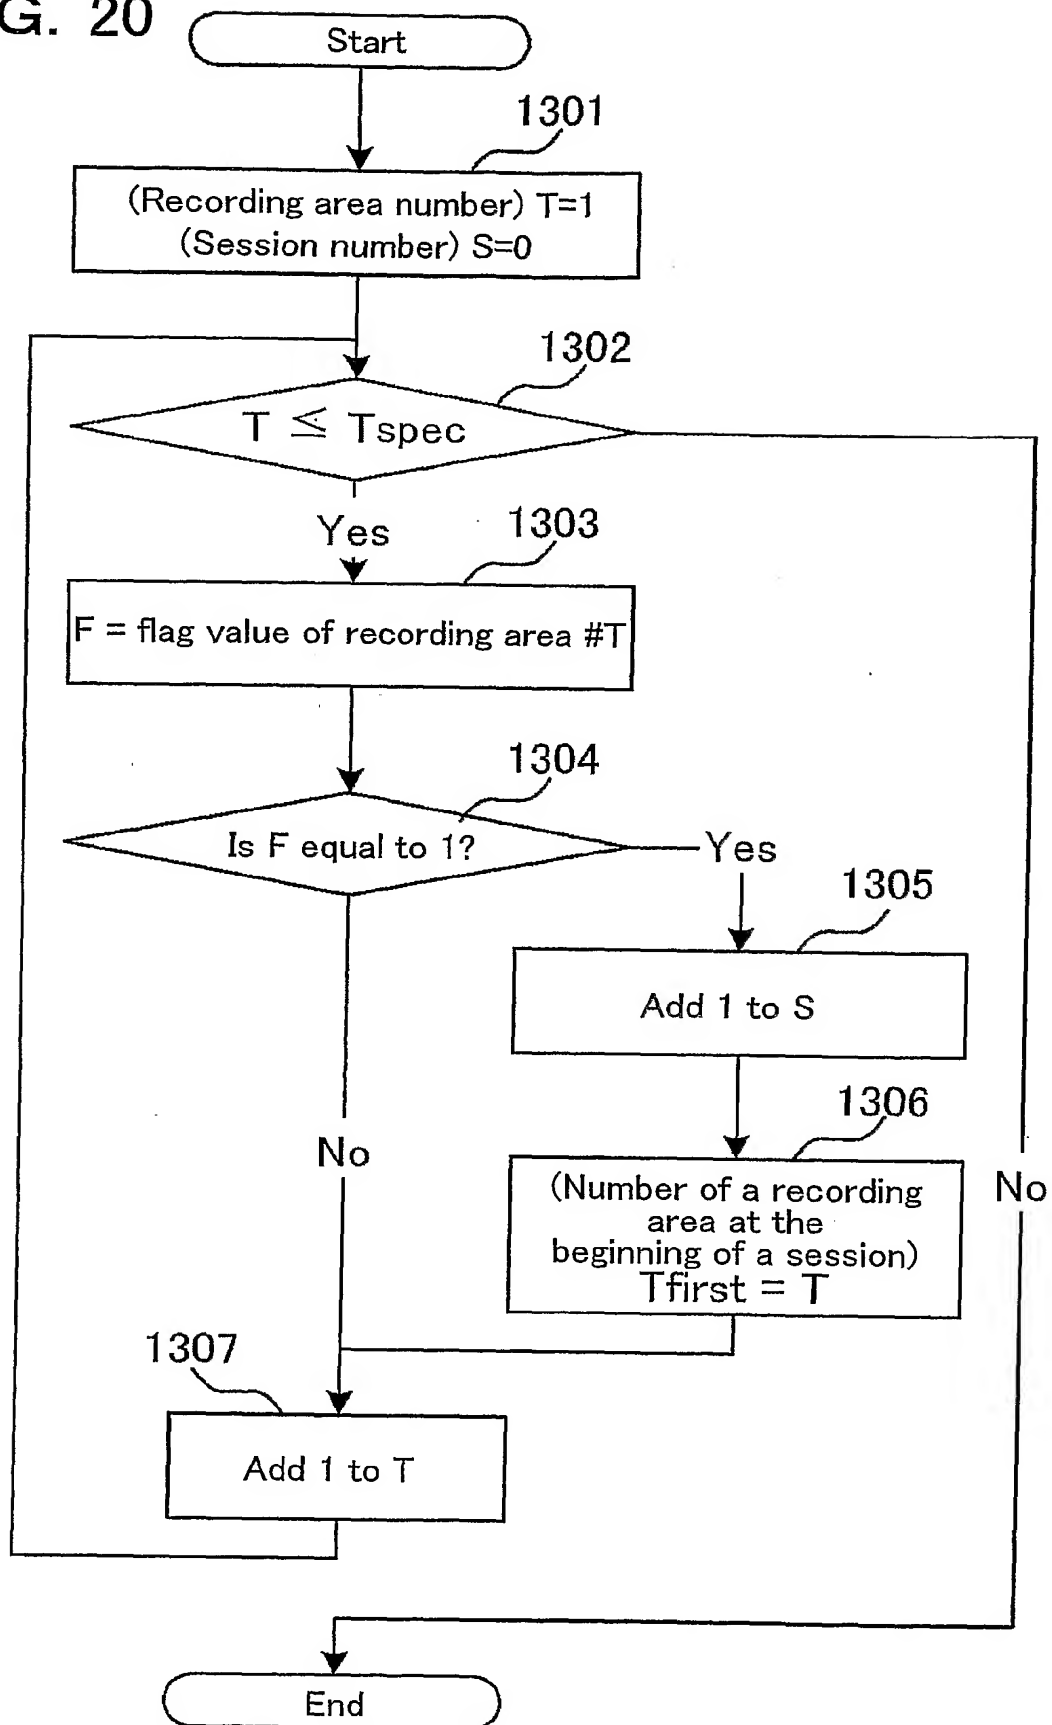 G. 20
Start
1301
(Recording area number) T=1
(Session number) S=0
1302
T ≦ Tspec
Yes
1303
F = flag value of recording area #T
1304
Is F equal to 1?
Yes
1305
Add 1 to S
1306
No
(Number of a recording
area at the
beginning of a session)
Tfirst = T
No
1307
Add 1 to T
End